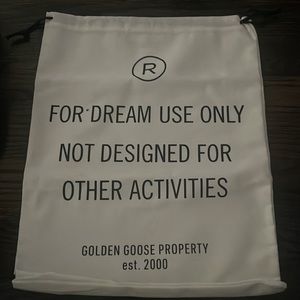 R
FOR DREAM USE ONLY
NOT DESIGNED FOR
OTHER ACTIVITIES
GOLDEN GOOSE PROPERTY
est. 2000